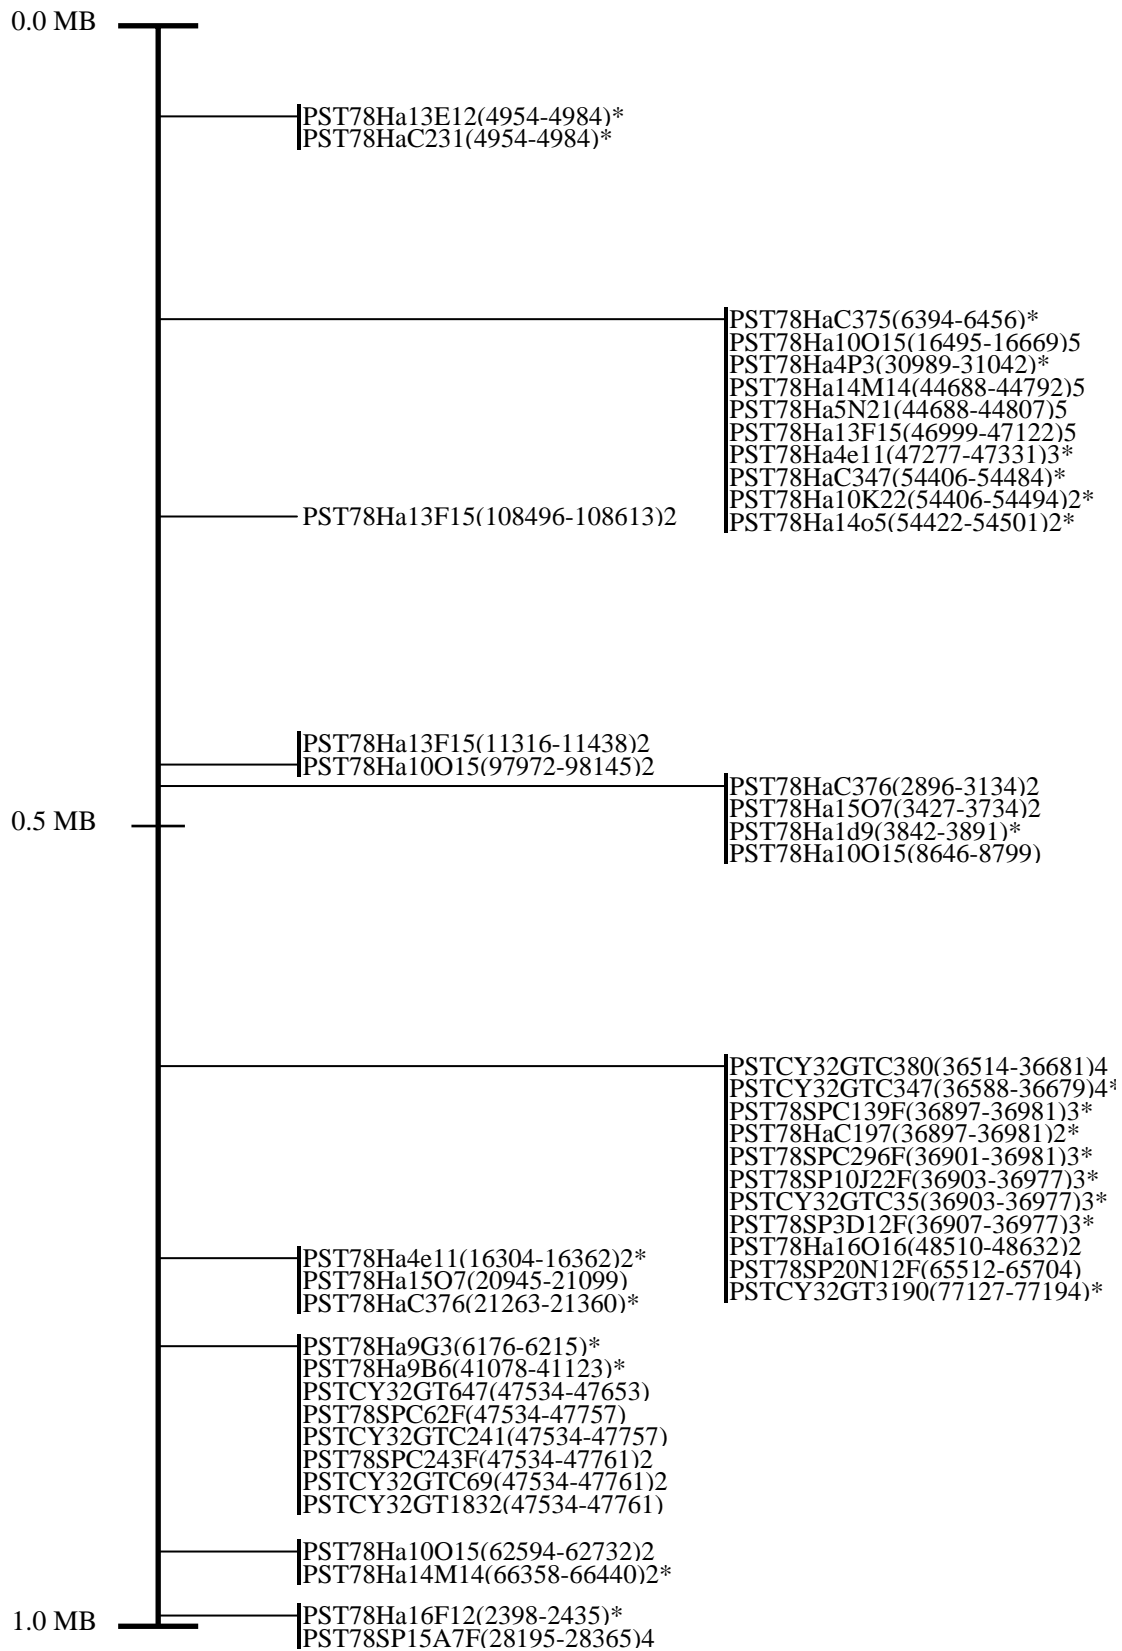 0.0 MB
PST78Ha13E12(4954-4984)*
PST78HaC231(4954-4984)*
PST78HaC375(6394-6456)*
PST78Ha10O15(16495-16669)5
PST78Ha4P3(30989-31042)*
PST78Ha14M14(44688-44792)5
PST78Ha5N21(44688-44807)5
PST78Ha13F15(46999-47122)5
PST78Ha4e11(47277-47331)3*
PST78HaC347(54406-54484)*
PST78Ha10K22(54406-54494)2*
PST78Ha14o5(54422-54501)2*
PST78Ha13F15(108496-108613)2
PST78Ha13F15(11316-11438)2
PST78Ha10O15(97972-98145)2
PST78HaC376(2896-3134)2
PST78Ha15O7(3427-3734)2
PST78Ha1d9(3842-3891)*
PST78Ha10O15(8646-8799)
0.5 MB
PSTCY32GTC380(36514-36681)4
PSTCY32GTC347(36588-36679)4*
PST78SPC139F(36897-36981)3*
PST78HaC197(36897-36981)2*
PST78SPC296F(36901-36981)3*
PST78SP10J22F(36903-36977)3*
PSTCY32GTC35(36903-36977)3*
PST78SP3D12F(36907-36977)3*
PST78Ha16O16(48510-48632)2
PST78SP20N12F(65512-65704)
PSTCY32GT3190(77127-77194)*
PST78Ha4e11(16304-16362)2*
PST78Ha15O7(20945-21099)
PST78HaC376(21263-21360)*
PST78Ha9G3(6176-6215)*
PST78Ha9B6(41078-41123)*
PSTCY32GT647(47534-47653)
PST78SPC62F(47534-47757)
PSTCY32GTC241(47534-47757)
PST78SPC243F(47534-47761)2
PSTCY32GTC69(47534-47761)2
PSTCY32GT1832(47534-47761)
PST78Ha10O15(62594-62732)2
PST78Ha14M14(66358-66440)2*
1.0 MB
PST78Ha16F12(2398-2435)*
PST78SP15A7F(28195-28365)4